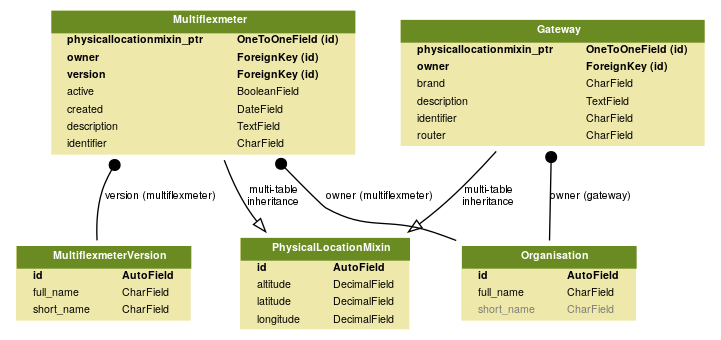 Multiflexmeter
physicallocationmixin_ptr OneToOneField (id)
owner ForeignKey (id)
version ForeignKey (id)
active BooleanField
created DateField
description TextField
identifier CharField
Gateway
physicallocationmixin_ptr OneToOneField (id)
owner ForeignKey (id)
brand CharField
description TextField
identifier CharField
router CharField
version (multiflexmeter)
multi-table
inheritance
owner (multiflexmeter)
multi-table
inheritance
owner (gateway)
MultiflexmeterVersion
id AutoField
full_name CharField
short_name CharField
PhysicalLocationMixin
id AutoField
altitude DecimalField
latitude DecimalField
longitude DecimalField
Organisation
id AutoField
full_name CharField
short_name CharField